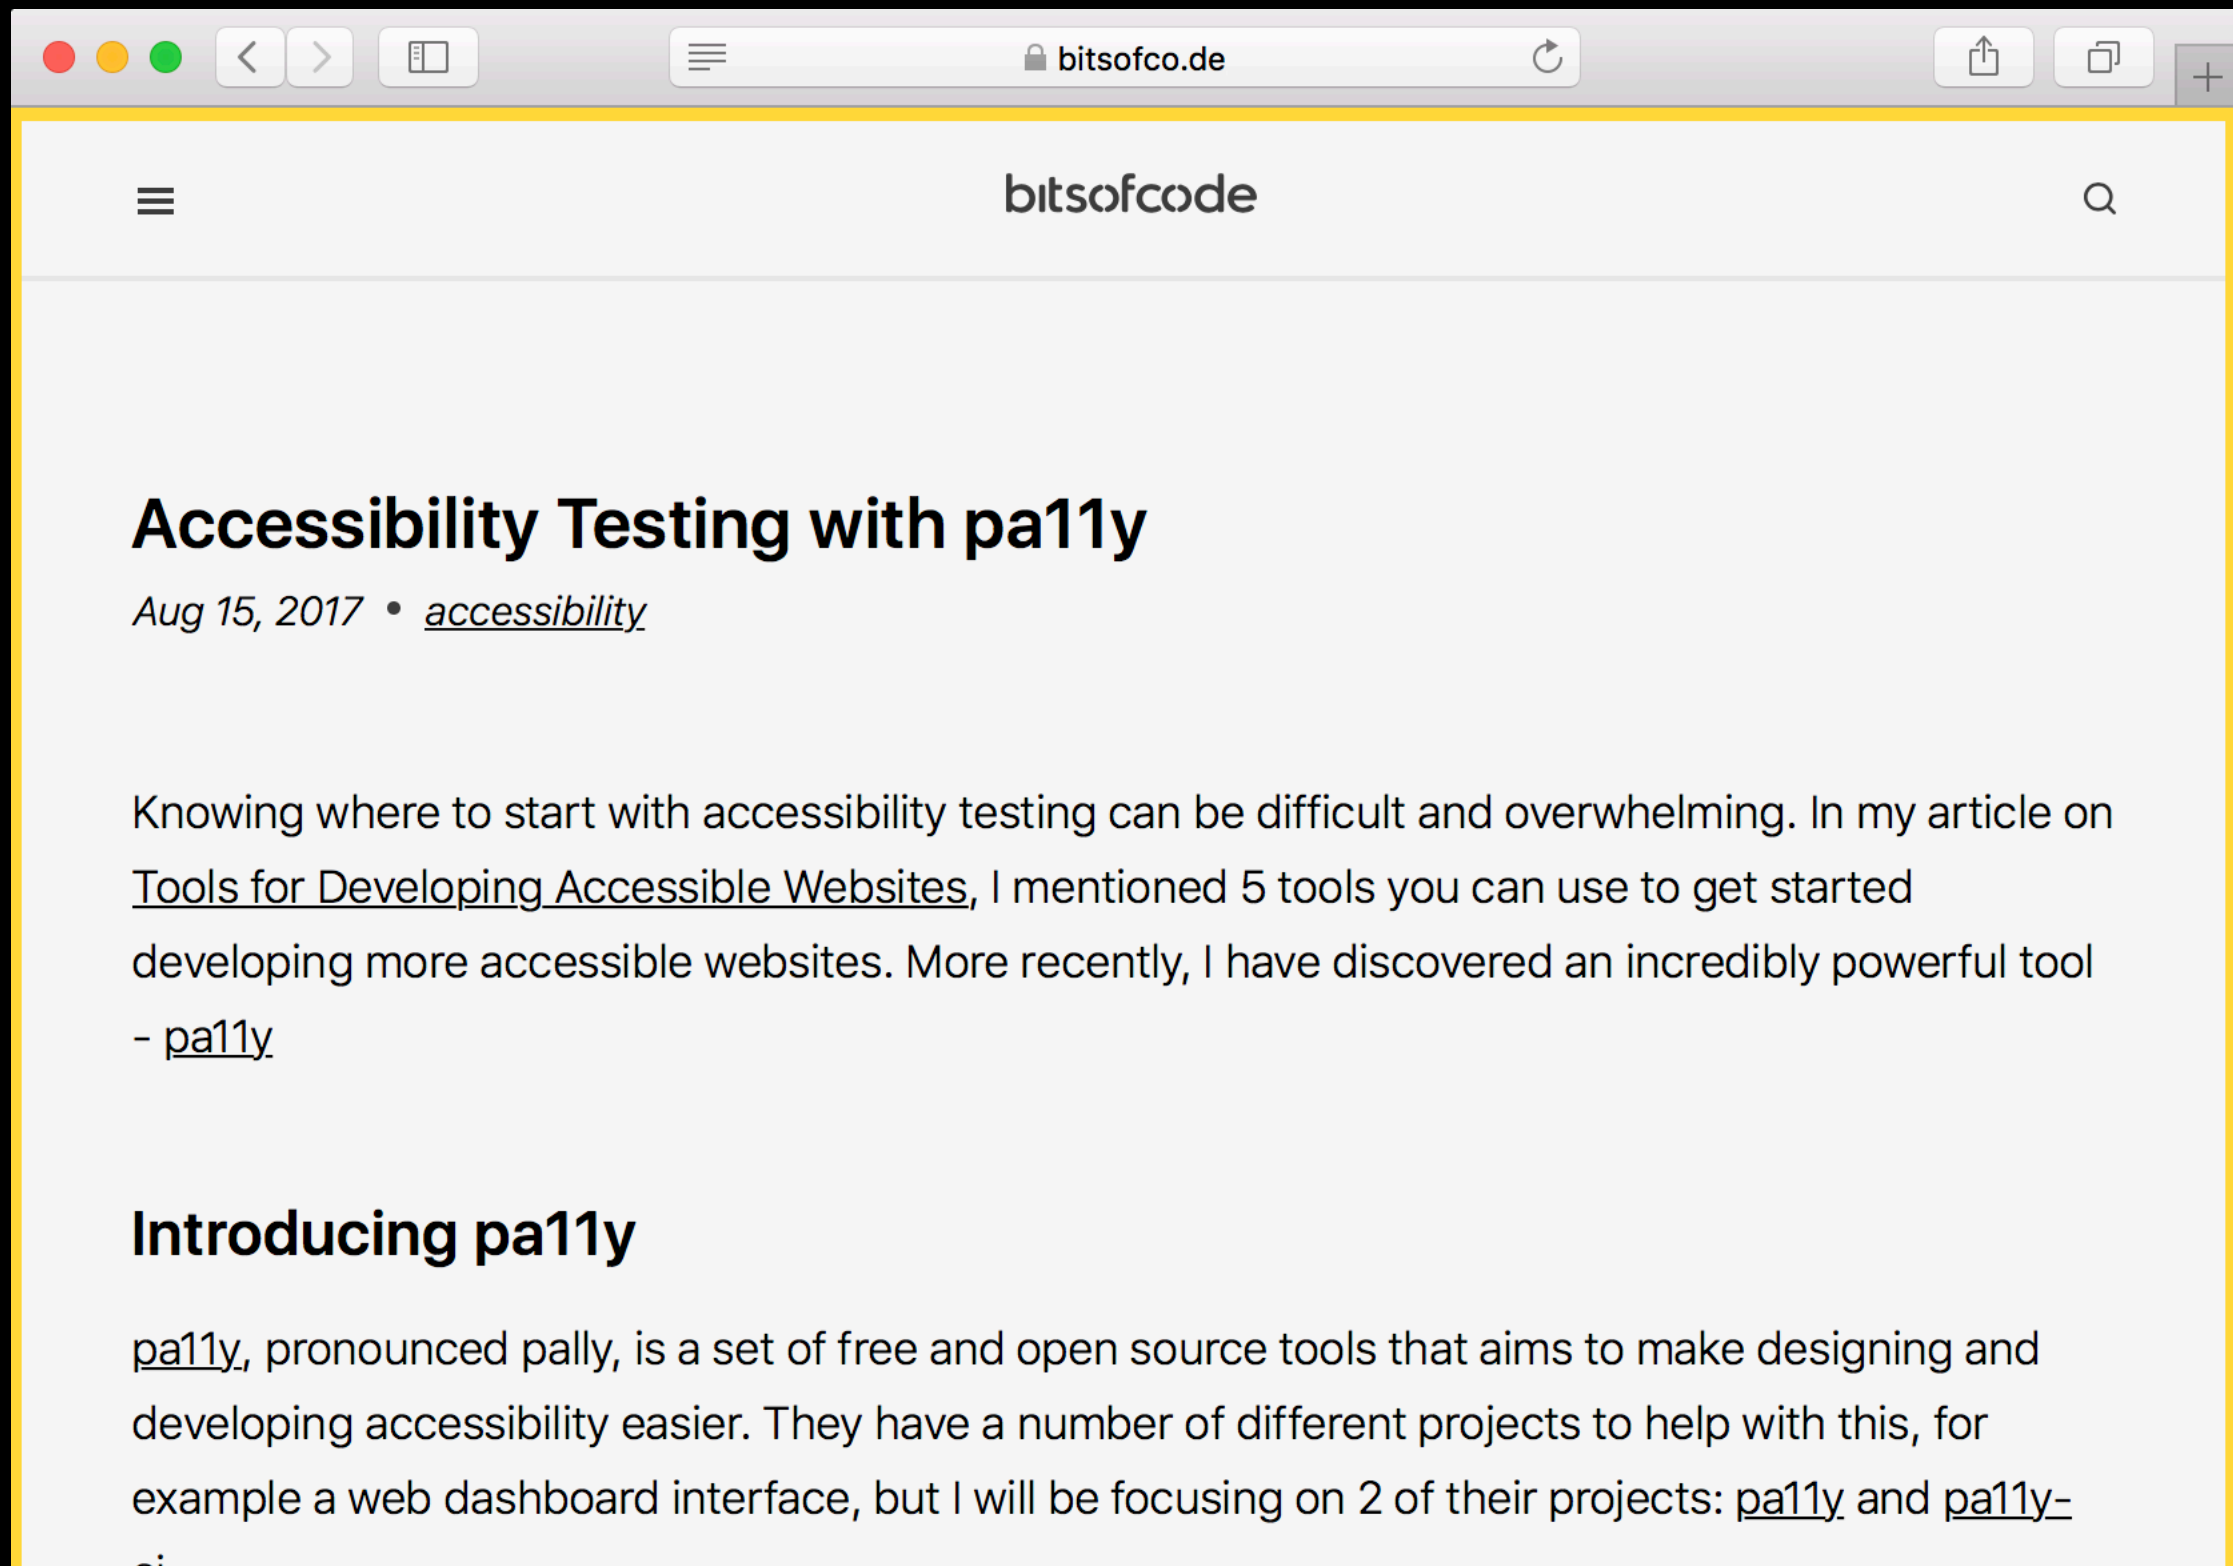 bitsofco.de
bitsofcode
Accessibility Testing with pa11y
Aug 15, 2017 • accessibility
Knowing where to start with accessibility testing can be difficult and overwhelming. In my article on
Tools for Developing Accessible Websites, I mentioned 5 tools you can use to get started
developing more accessible websites. More recently, I have discovered an incredibly powerful tool
- pa11y
Introducing pa11y
pa11y, pronounced pally, is a set of free and open source tools that aims to make designing and
developing accessibility easier. They have a number of different projects to help with this, for
example a web dashboard interface, but I will be focusing on 2 of their projects: pa11y and pa11y-